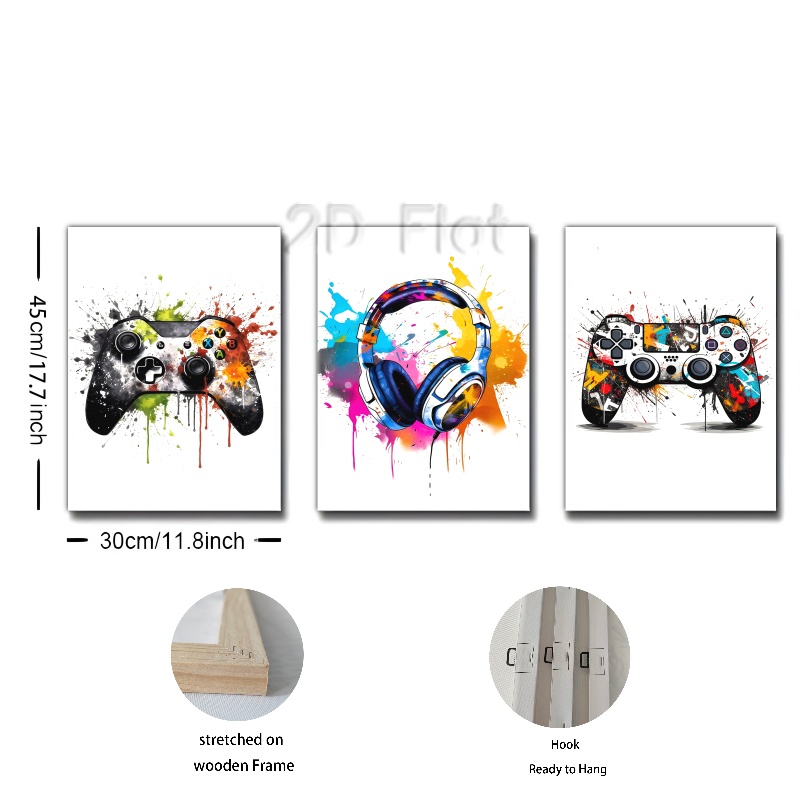 2D Flat
45cm/17.7inch
Y
X B
A
30cm/11.8inch
stretched on
wooden Frame
Hook
Ready to Hang